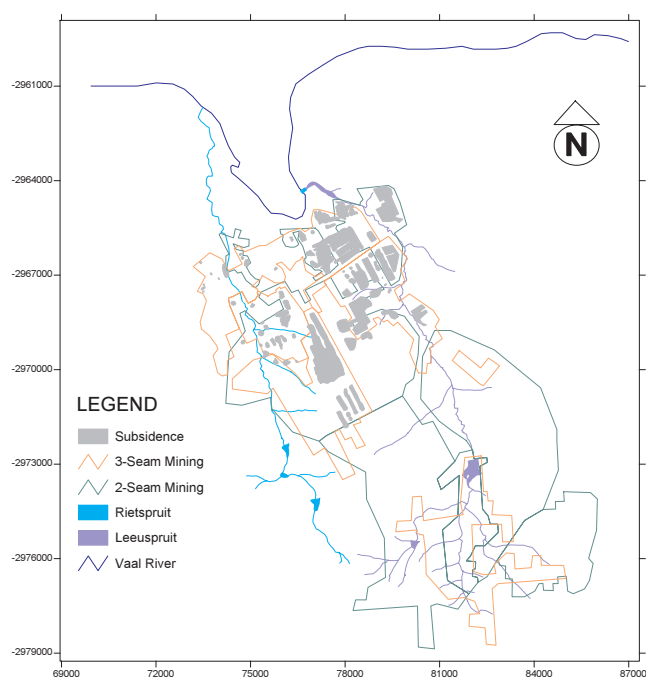 -2961000
-2964000
-2967000
-2970000
-2973000
-2976000
-2979000
N
LEGEND
Subsidence
3-Seam Mining
2-Seam Mining
Rietspruit
Leeuspruit
Vaal River
69000 72000 75000 78000 81000 84000 87000